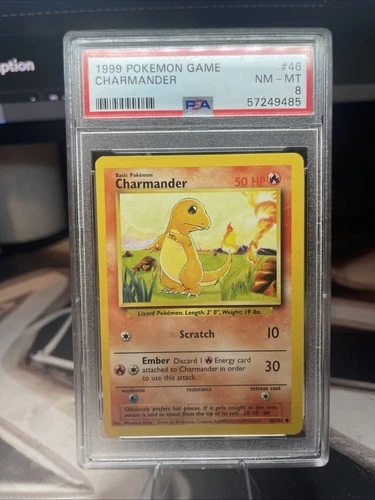 ption
1999 POKEMON GAME #46
CHARMANDER NM – MT
8
PSA 57249485
Basic Pokémon
Charmander 50 HP
Lizard Pokémon. Length: 2' 0", Weight: 19 lbs.
Scratch 10
Ember Discard 1 Energy card
attached to Charmander in order
to use this attack.
30
weakness resistance retreat cost
Obviously prefers hot places. If it gets caught in the rain,
steam is said to spout from the tip of its tail.
46/102